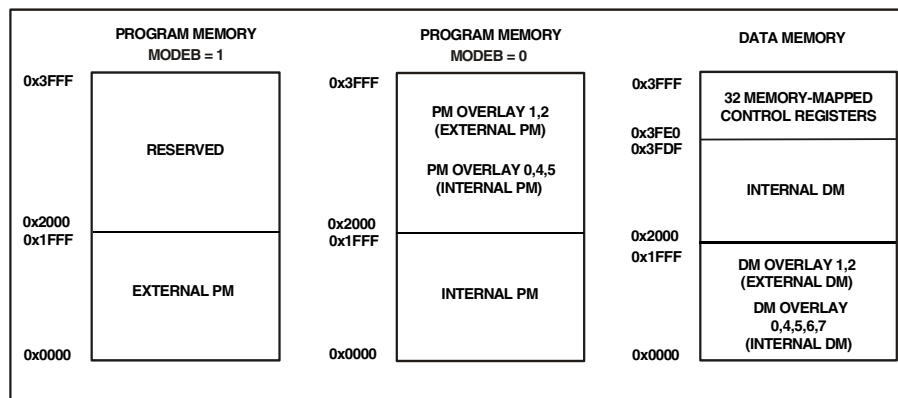 PROGRAM MEMORY
MODEB = 1
0x3FFF
RESERVED
0x2000
0x1FFF
EXTERNAL PM
0x0000
PROGRAM MEMORY
MODEB = 0
0x3FFF
PM OVERLAY 1,2
(EXTERNAL PM)
PM OVERLAY 0,4,5
(INTERNAL PM)
0x2000
0x1FFF
INTERNAL PM
0x0000
DATA MEMORY
0x3FFF
32 MEMORY-MAPPED
CONTROL REGISTERS
0x3FE0
0x3FDF
INTERNAL DM
0x2000
0x1FFF
DM OVERLAY 1,2
(EXTERNAL DM)
DM OVERLAY
0,4,5,6,7
(INTERNAL DM)
0x0000